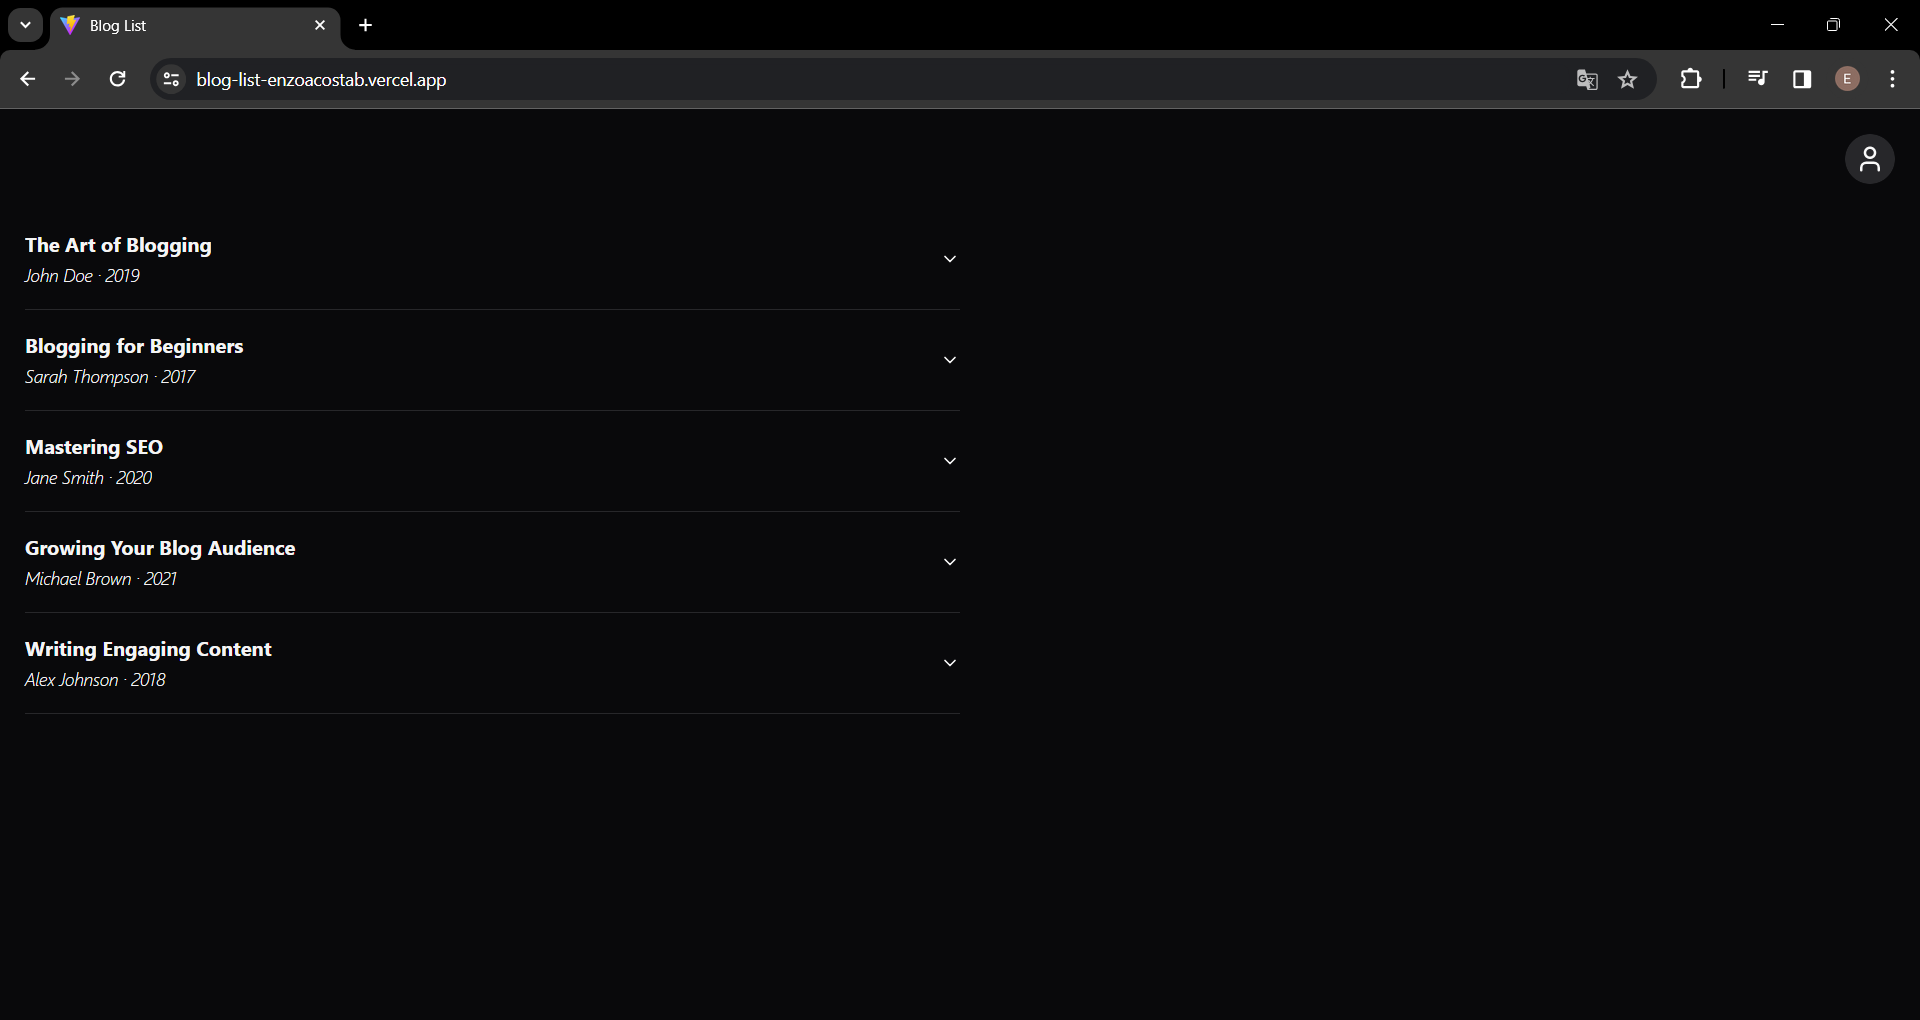 Blog List
blog-list-enzoacostab.vercel.app
E
The Art of Blogging
John Doe · 2019
Blogging for Beginners
Sarah Thompson · 2017
Mastering SEO
Jane Smith · 2020
Growing Your Blog Audience
Michael Brown · 2021
Writing Engaging Content
Alex Johnson · 2018